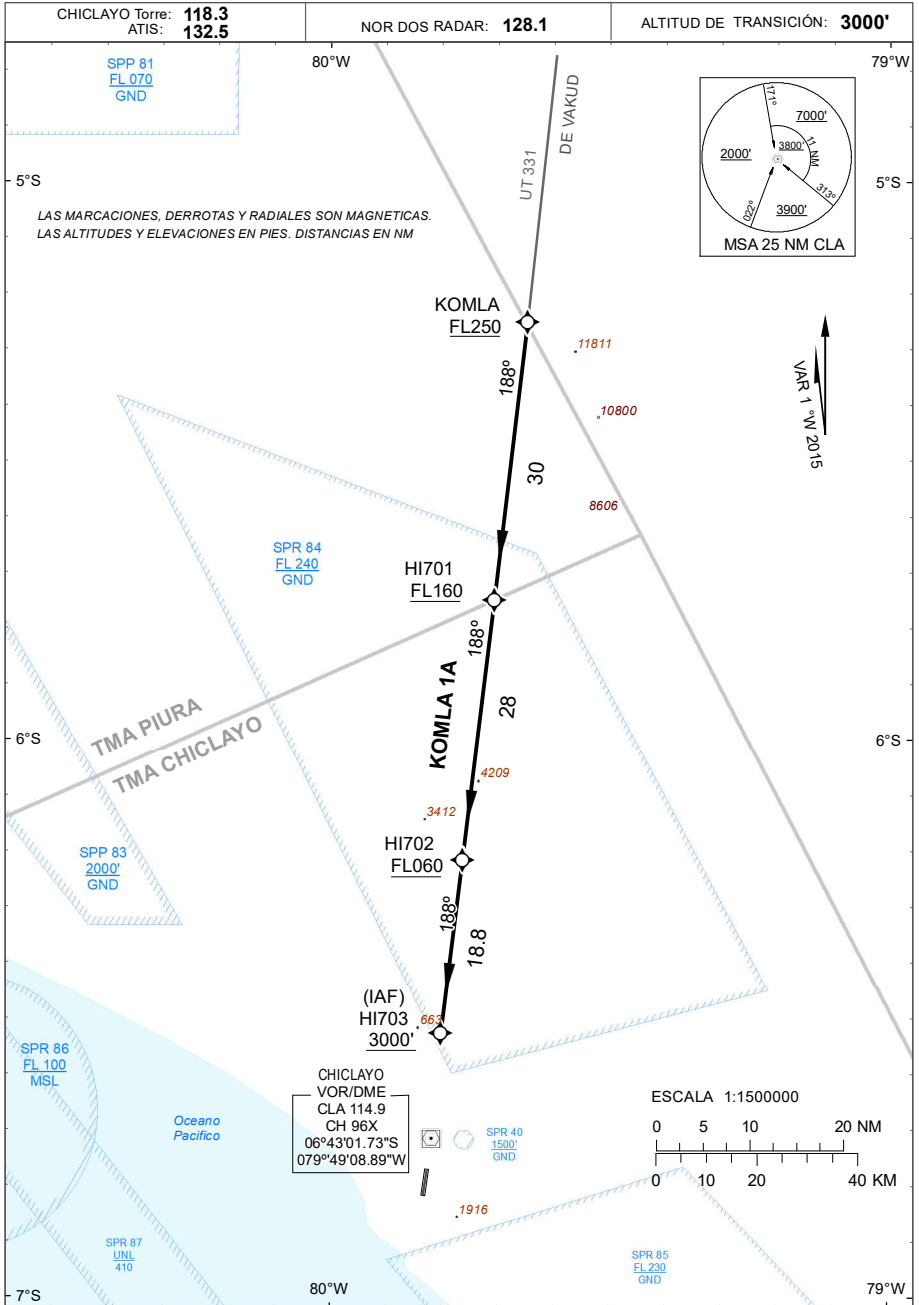 CHICLAYO Torre: 118.3
ATIS: 132.5
NOR DOS RADAR: 128.1
ALTITUD DE TRANSICIÓN: 3000'
SPP 81
FL 070
GND
80°W
79°W
UT 331
DE VAKUD
171°
7000'
2000'
3800'
11 NM
313°
022°
3900'
MSA 25 NM CLA
5°S
5°S
LAS MARCACIONES, DERROTAS Y RADIALES SON MAGNETICAS.
LAS ALTITUDES Y ELEVACIONES EN PIES. DISTANCIAS EN NM
KOMLA
FL250
11811
188º
10800
VAR 1 °W 2015
30
8606
SPR 84
FL 240
GND
HI701
FL160
188º
KOMLA 1A
28
TMA PIURA
TMA CHICLAYO
6°S
6°S
4209
3412
HI702
FL060
SPP 83
2000'
GND
188º
18.8
(IAF)
HI703
3000'
663
SPR 86
FL 100
MSL
CHICLAYO
VOR/DME
CLA 114.9
CH 96X
06º43'01.73"S
079º49'08.89"W
Oceano
Pacifico
SPR 40
1500'
GND
ESCALA 1:1500000
0 5 10 20 NM
0 10 20 40 KM
1916
SPR 87
UNL
410
SPR 85
FL 230
GND
7°S
80°W
79°W